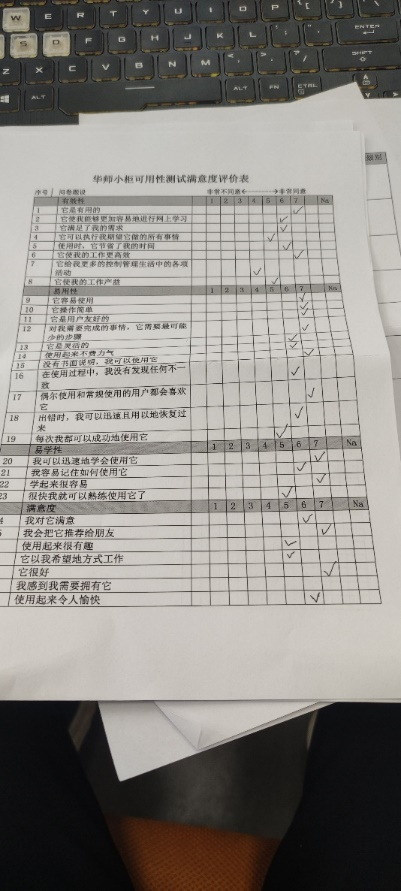 W E R T Y U I O P
S D F G H J K L ENTER
Z X C V B N M SHIFT
ALT ALT FN CTRL
华师小柜可用性测试满意度评价表
序号 问卷题设 非常不同意<----->非常同意
有效性 1 2 3 4 5 6 7 Na
1 它是有用的 ✓
2 它使我能够更加容易地进行网上学习 ✓
3 它满足了我的需求 ✓
4 它可以执行我期望它做的所有事情 ✓
5 使用时,它节省了我的时间 ✓
6 它使我的工作更高效 ✓
7 它给我更多的控制管理生活中的各项
活动 ✓
8 它使我的工作产益 ✓
易用性 1 2 3 4 5 6 7 Na
9 它容易使用 ✓
10 它操作简单 ✓
11 它是用户友好的 ✓
12 对我需要完成的事情,它需要最可能
少的步骤 ✓
13 它是灵活的 ✓
14 使用起来不费力气 ✓
15 没有书面说明,我可以使用它 ✓
16 在使用过程中,我没有发现任何不一
致 ✓
17 偶尔使用和常规使用的用户都会喜欢
它 ✓
18 出错时,我可以迅速且用以地恢复过
来 ✓
19 每次我都可以成功地使用它 ✓
易学性 1 2 3 4 5 6 7 Na
20 我可以迅速地学会使用它 ✓
21 我容易记住如何使用它 ✓
22 学起来很容易 ✓
23 很快我就可以熟练使用它了 ✓
满意度 1 2 3 4 5 6 7 Na
4 我对它满意 ✓
5 我会把它推荐给朋友 ✓
使用起来很有趣 ✓
它以我希望地方式工作 ✓
它很好 ✓
我感到我需要拥有它
使用起来令人愉快 ✓